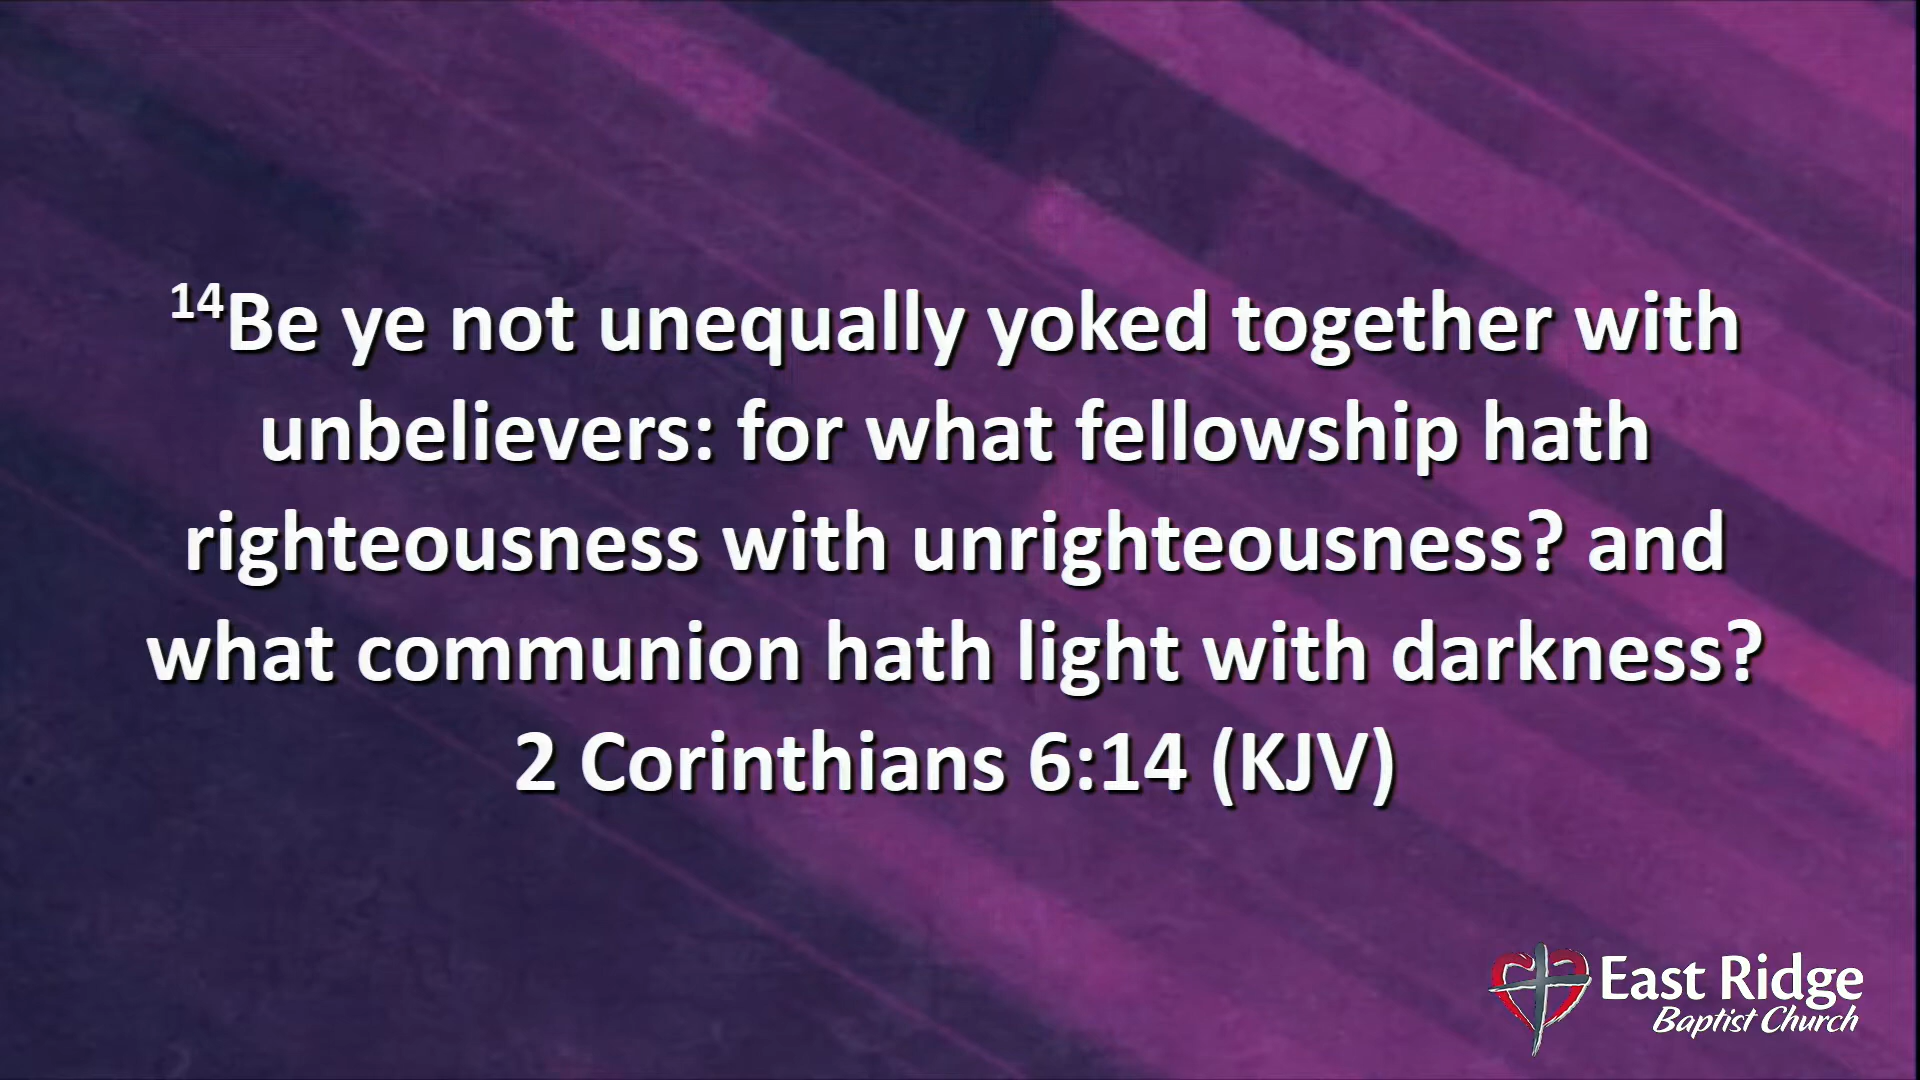 14Be ye not unequally yoked together with
unbelievers: for what fellowship hath
righteousness with unrighteousness? and
what communion hath light with darkness?
2 Corinthians 6:14 (KJV)
East Ridge
Baptist Church